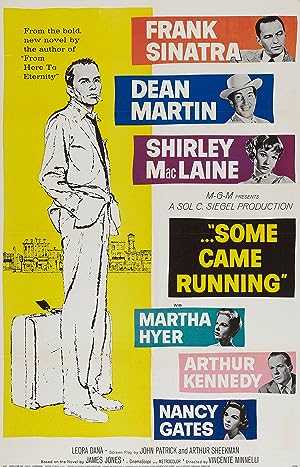 From the bold
new novel by
the author of
"From
Here To
Eternity"
FRANK
SINATRA
DEAN
MARTIN
SHIRLEY
MacLAINE
M-G-M PRESENTS
A SOL C. SIEGEL PRODUCTION
..."SOME
CAME
RUNNING"
WITH
MARTHA
HYER
ARTHUR
KENNEDY
NANCY
GATES
LEORA DANA • Screen Play by JOHN PATRICK and ARTHUR SHEEKMAN
Based on the Novel by JAMES JONES • CinemaScope • METROCOLOR • Directed by VINCENTE MINNELLI